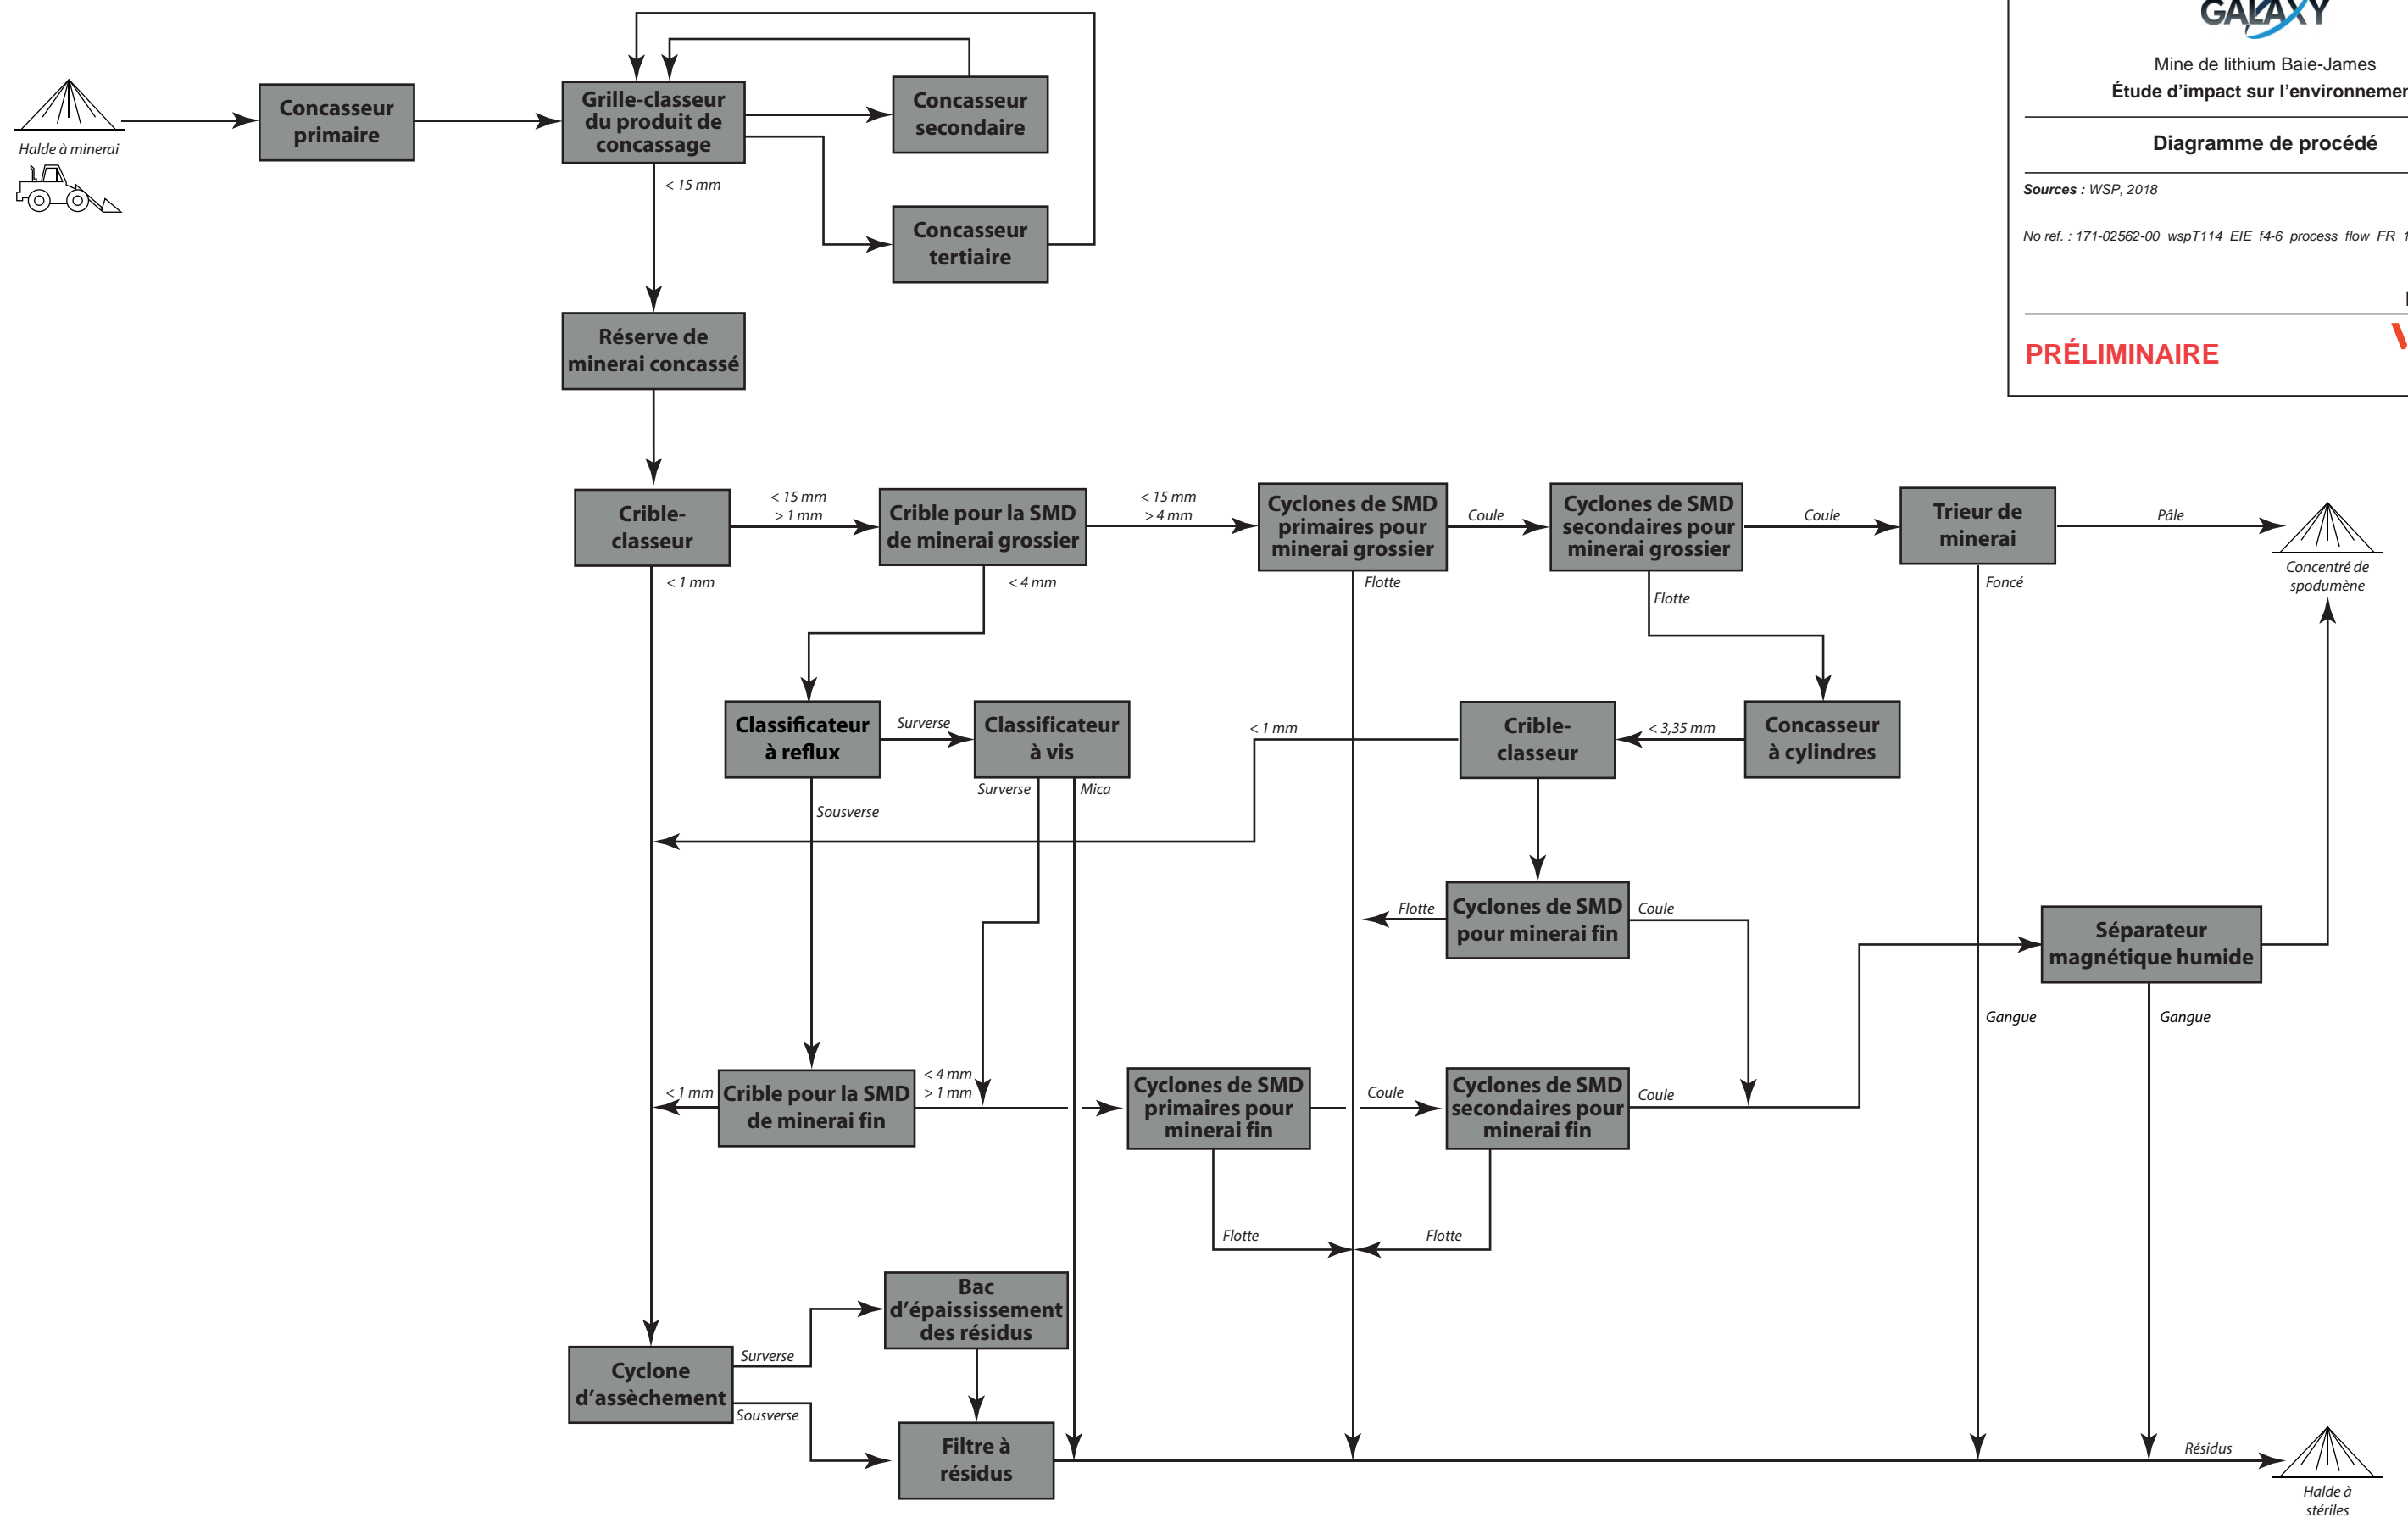 GALAXY
Mine de lithium Baie-James
Étude d'impact sur l'environnemen
Diagramme de procédé
Sources : WSP, 2018
No ref. : 171-02562-00_wspT114_EIE_f4-6_process_flow_FR_1
PRÉLIMINAIRE
Halde à minerai
Concasseur
primaire
Grille-classeur
du produit de
concassage
Concasseur
secondaire
< 15 mm
Concasseur
tertiaire
Réserve de
minerai concassé
Crible-
classeur
< 15 mm
> 1 mm
Crible pour la SMD
de minerai grossier
< 15 mm
> 4 mm
Cyclones de SMD
primaires pour
minerai grossier
Coule
Cyclones de SMD
secondaires pour
minerai grossier
Coule
Trieur de
minerai
Pâle
Concentré de
spodumène
< 1 mm
< 4 mm
Flotte
Flotte
Foncé
Classificateur
à reflux
Surverse
Classificateur
à vis
< 1 mm
Crible-
classeur
< 3,35 mm
Concasseur
à cylindres
Sousverse
Surverse
Mica
Flotte
Cyclones de SMD
pour minerai fin
Coule
Séparateur
magnétique humide
Gangue
Gangue
< 1 mm
Crible pour la SMD
de minerai fin
< 4 mm
> 1 mm
Cyclones de SMD
primaires pour
minerai fin
Coule
Cyclones de SMD
secondaires pour
minerai fin
Coule
Flotte
Flotte
Bac
d'épaississement
des résidus
Cyclone
d'assèchement
Surverse
Sousverse
Filtre à
résidus
Résidus
Halde à
stériles